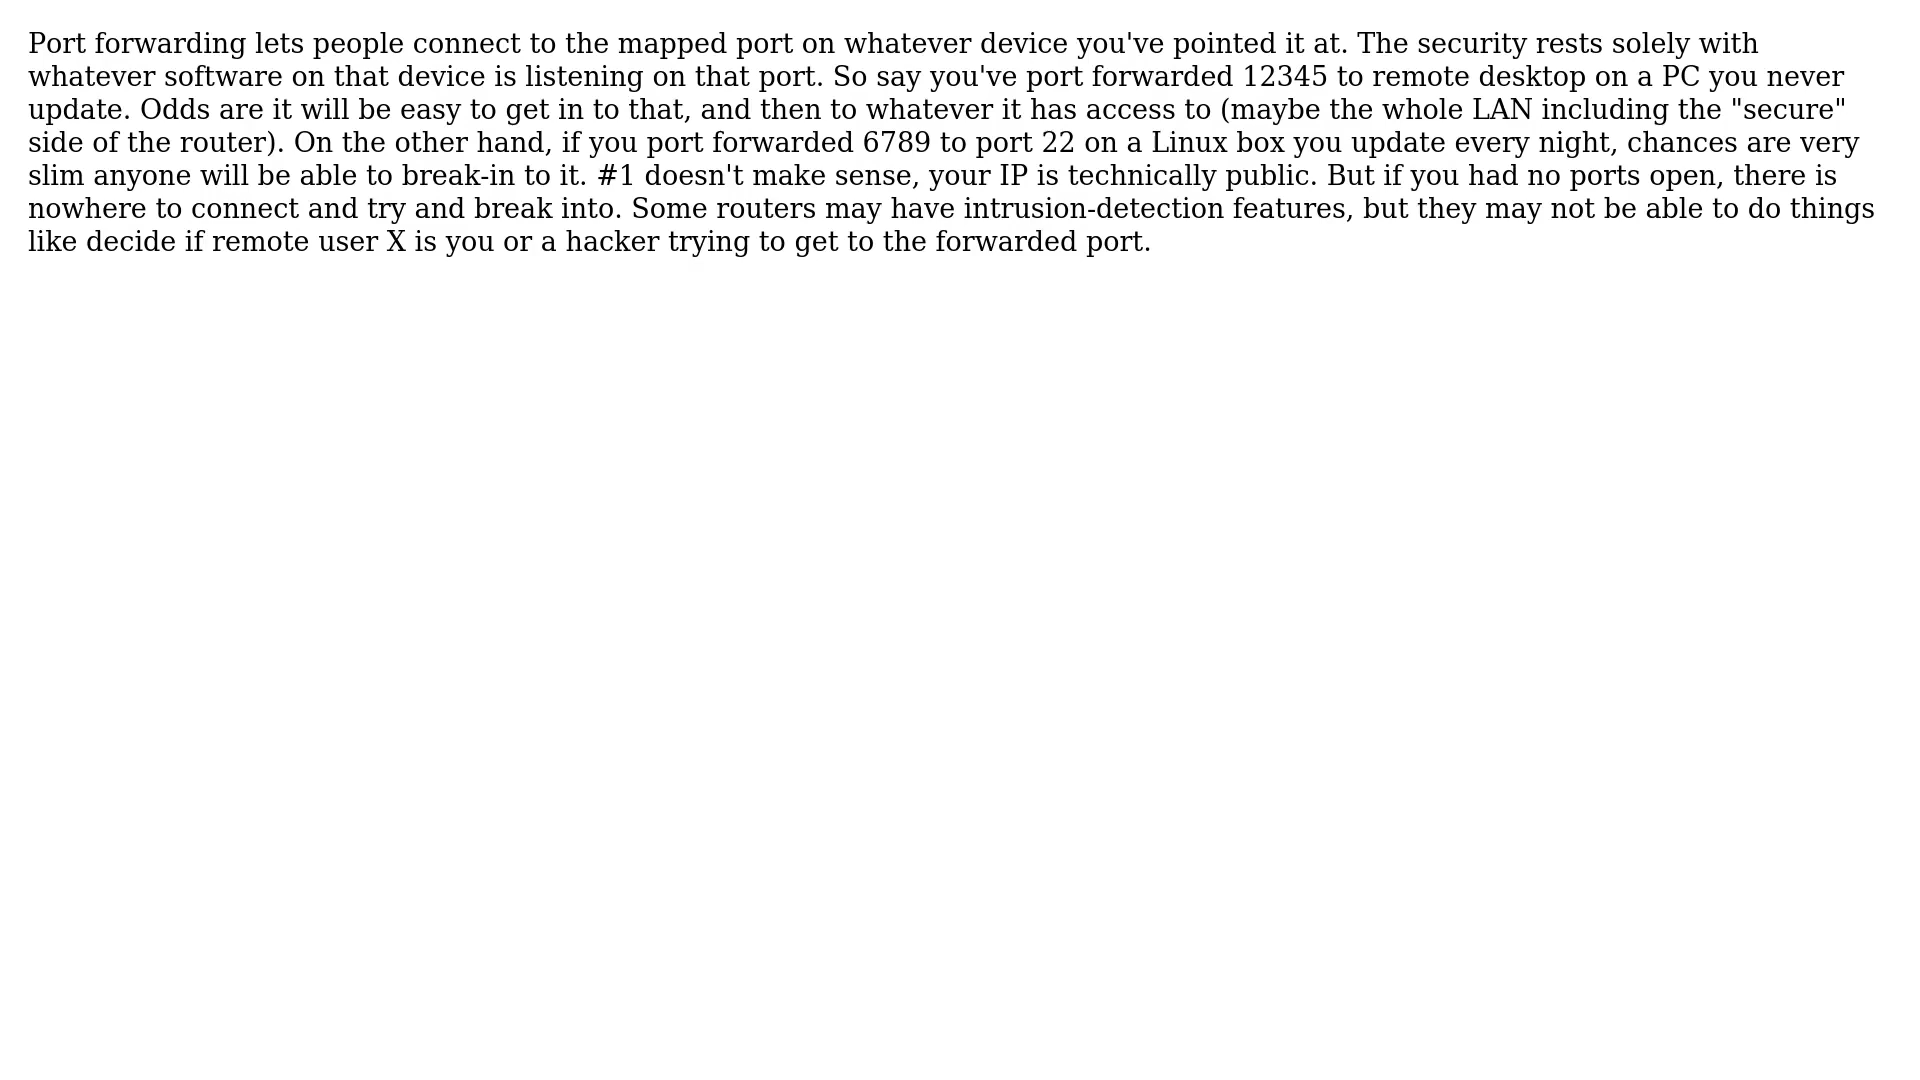 Port forwarding lets people connect to the mapped port on whatever device you've pointed it at. The security rests solely with
whatever software on that device is listening on that port. So say you've port forwarded 12345 to remote desktop on a PC you never
update. Odds are it will be easy to get in to that, and then to whatever it has access to (maybe the whole LAN including the "secure"
side of the router). On the other hand, if you port forwarded 6789 to port 22 on a Linux box you update every night, chances are very
slim anyone will be able to break-in to it. #1 doesn't make sense, your IP is technically public. But if you had no ports open, there is
nowhere to connect and try and break into. Some routers may have intrusion-detection features, but they may not be able to do things
like decide if remote user X is you or a hacker trying to get to the forwarded port.